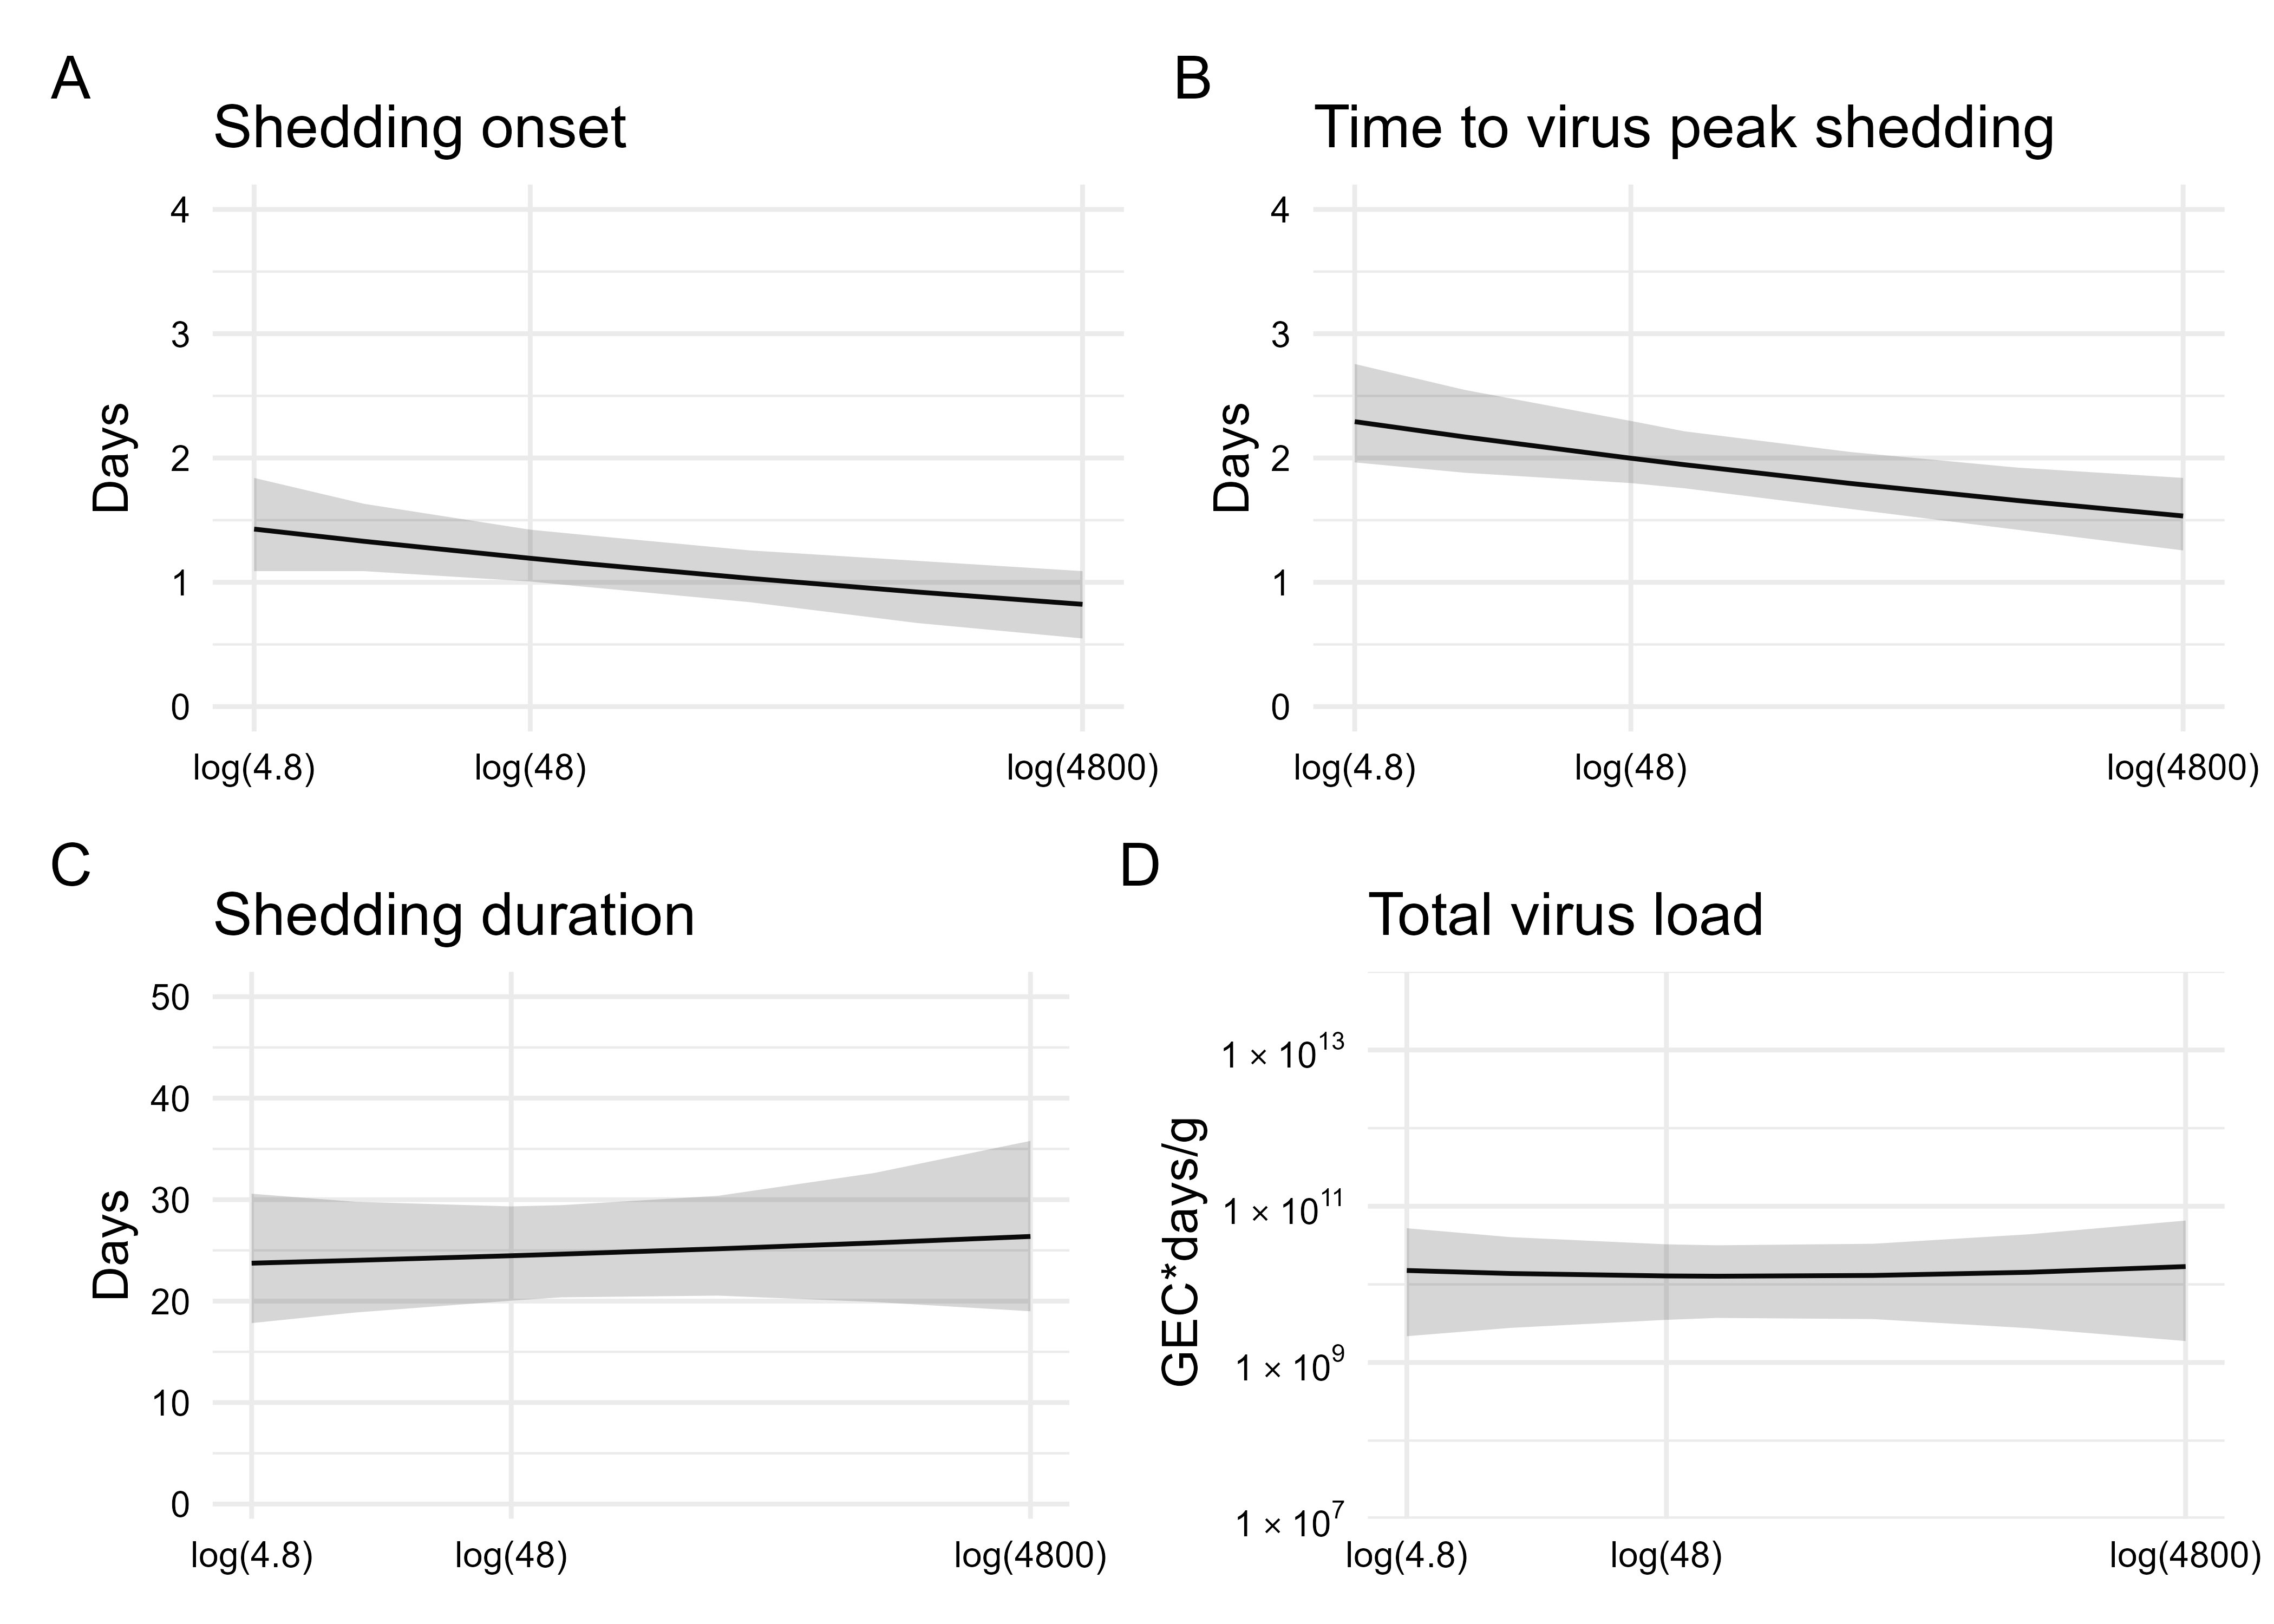 A
Shedding onset
Days
4
3
2
1
0
log(4.8) log(48) log(4800)
B
Time to virus peak shedding
Days
4
3
2
1
0
log(4.8) log(48) log(4800)
C
Shedding duration
Days
50
40
30
20
10
0
log(4.8) log(48) log(4800)
D
Total virus load
GEC*days/g
1 × 10¹³
1 × 10¹¹
1 × 10⁹
1 × 10⁷
log(4.8) log(48) log(4800)